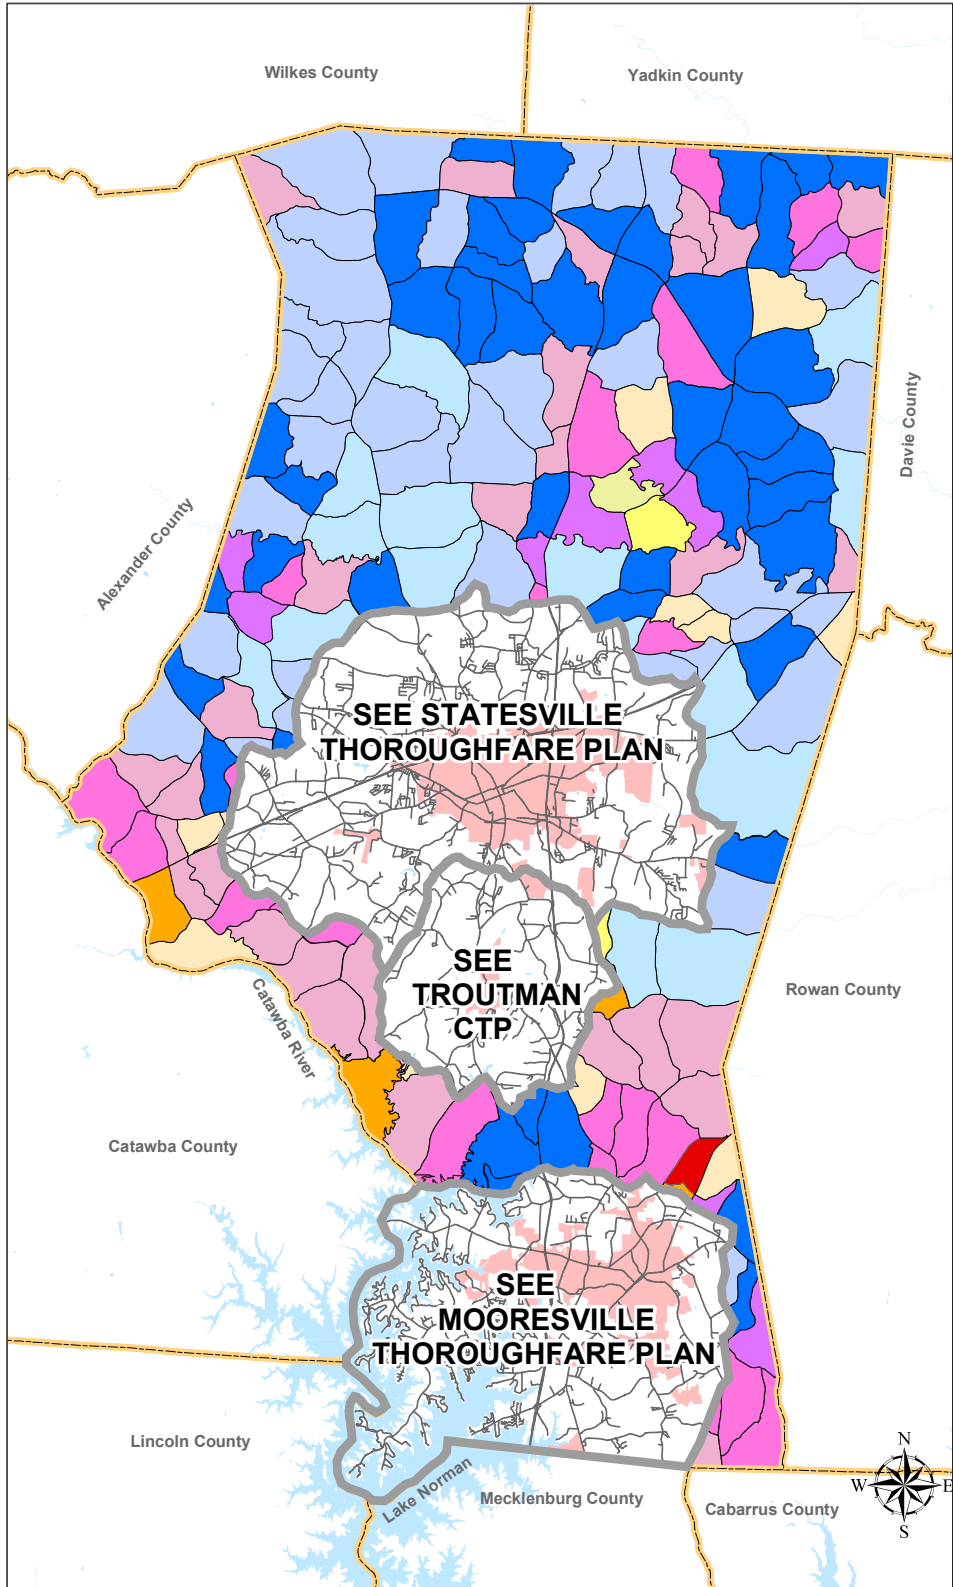 Wilkes County
Yadkin County
Davie County
Alexander County
SEE STATESVILLE
THOROUGHFARE PLAN
SEE
TROUTMAN
CTP
Rowan County
Catawba River
Catawba County
SEE
MOORESVILLE
THOROUGHFARE PLAN
Lincoln County
Lake Norman
Mecklenburg County
Cabarrus County
N
W
E
S